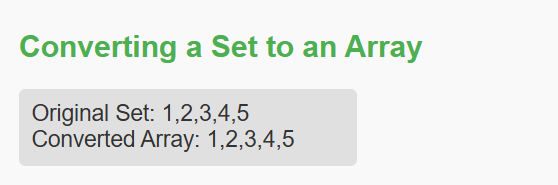 Converting a Set to an Array
Original Set: 1,2,3,4,5
Converted Array: 1,2,3,4,5